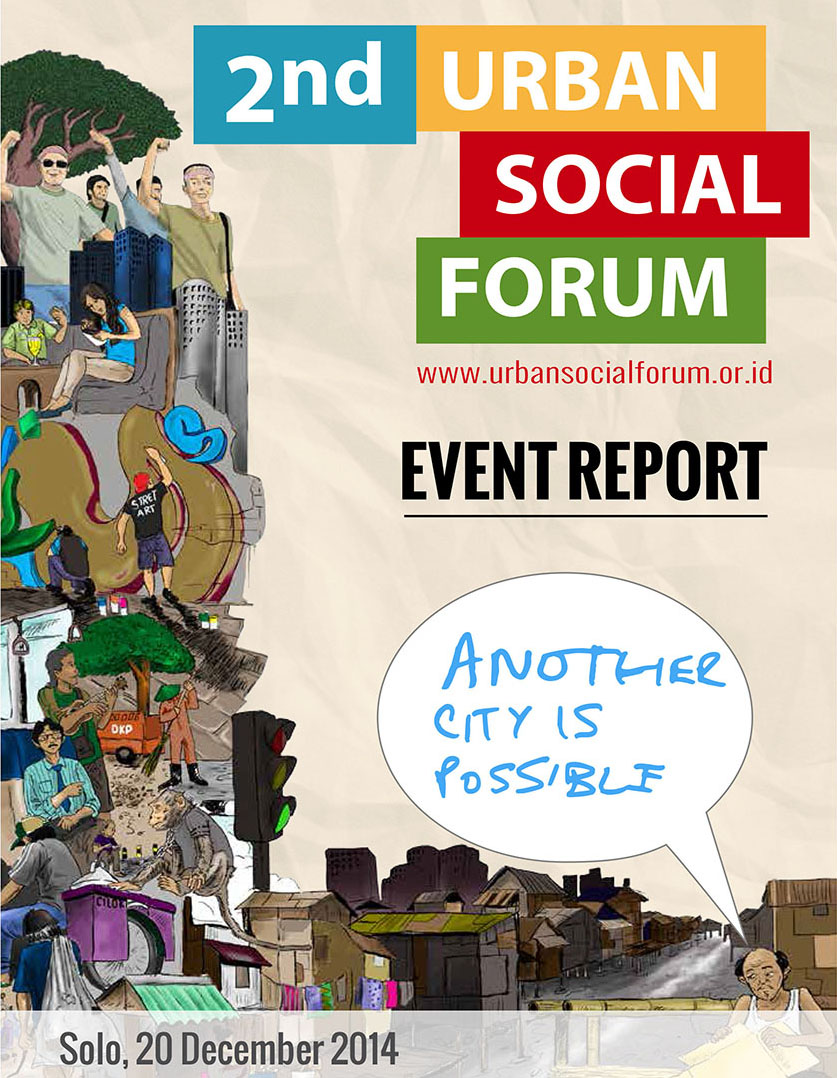 2nd URBAN
SOCIAL
FORUM
www.urbansocialforum.or.id
EVENT REPORT
STRET
ART
ANOTHER
CITY IS
POSSIBLE
DKP
CILOK
Solo, 20 December 2014